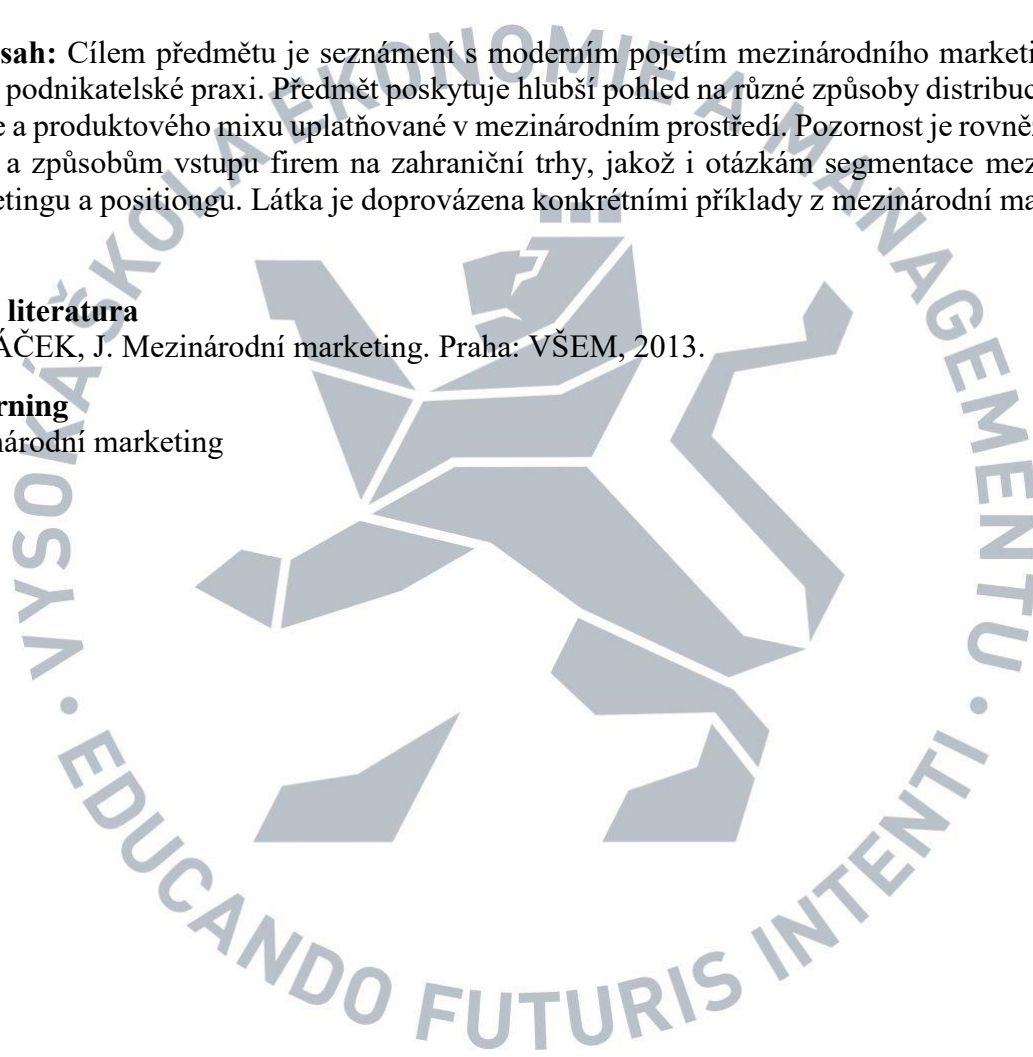 sah: Cílem předmětu je seznámení s moderním pojetím mezinárodního marketi
podnikatelské praxi. Předmět poskytuje hlubší pohled na různé způsoby distribuc
e a produktového mixu uplatňované v mezinárodním prostředí. Pozornost je rovněž
a způsobům vstupu firem na zahraniční trhy, jakož i otázkám segmentace mez
etingu a positiongu. Látka je doprovázena konkrétními příklady z mezinárodní ma
literatura
ÁČEK, J. Mezinárodní marketing. Praha: VŠEM, 2013.
rning
národní marketing
VYSOKÁ ŠKOLA EKONOMIE A MANAGEMENTU
• EDUCANDO FUTURIS INTENTI •